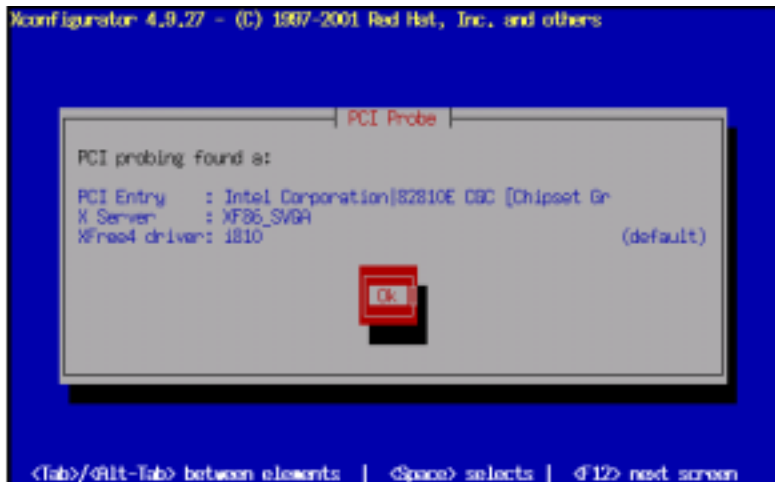 Xconfigurator 4.9.27 - (C) 1997-2001 Red Hat, Inc. and others
PCI Probe
PCI probing found a:
PCI Entry : Intel Corporation|82810E CGC [Chipset Gr
X Server : XF86_SVGA
XFree4 driver: i810 (default)
Ok
<Tab>/<Alt-Tab> between elements | <Space> selects | <F12> next screen